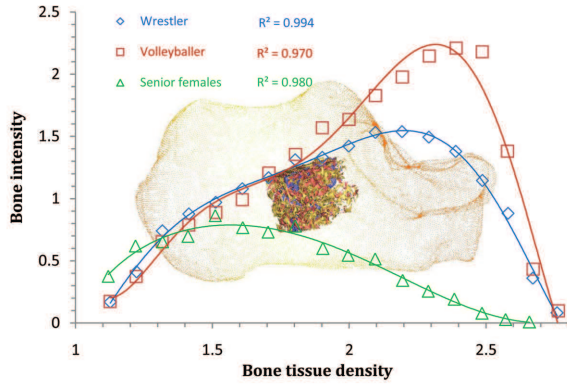 2.5
Wrestler R² = 0.994
Volleyballer R² = 0.970
2
Senior females R² = 0.980
1.5
Bone intensity
1
0.5
0
1 1.5 2 2.5
Bone tissue density